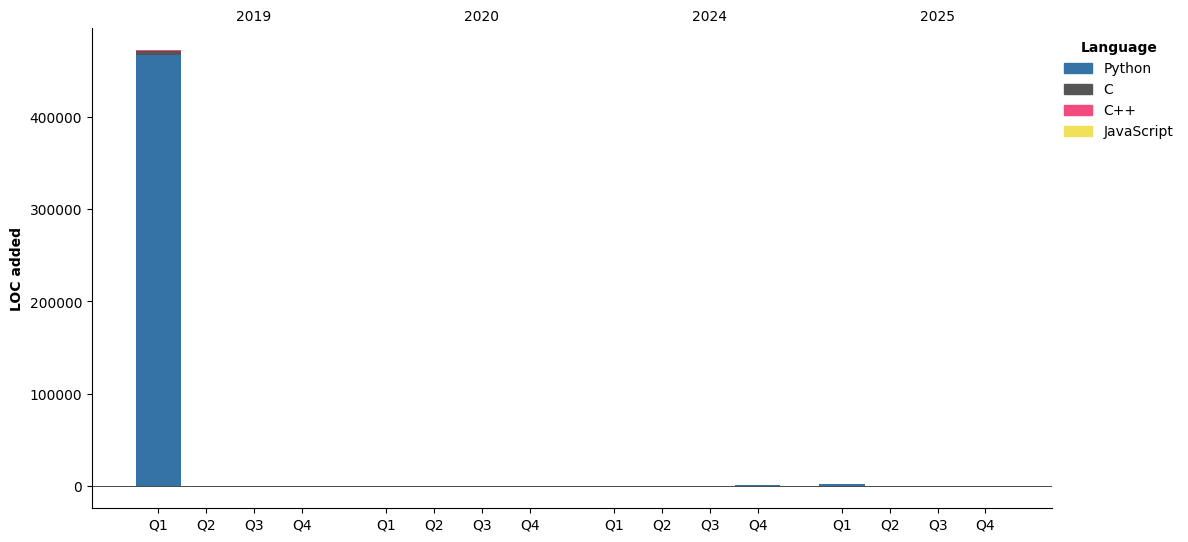 2019 2020 2024 2025
Language
Python
C
C++
JavaScript
LOC added
400000
300000
200000
100000
0
Q1 Q2 Q3 Q4 Q1 Q2 Q3 Q4 Q1 Q2 Q3 Q4 Q1 Q2 Q3 Q4